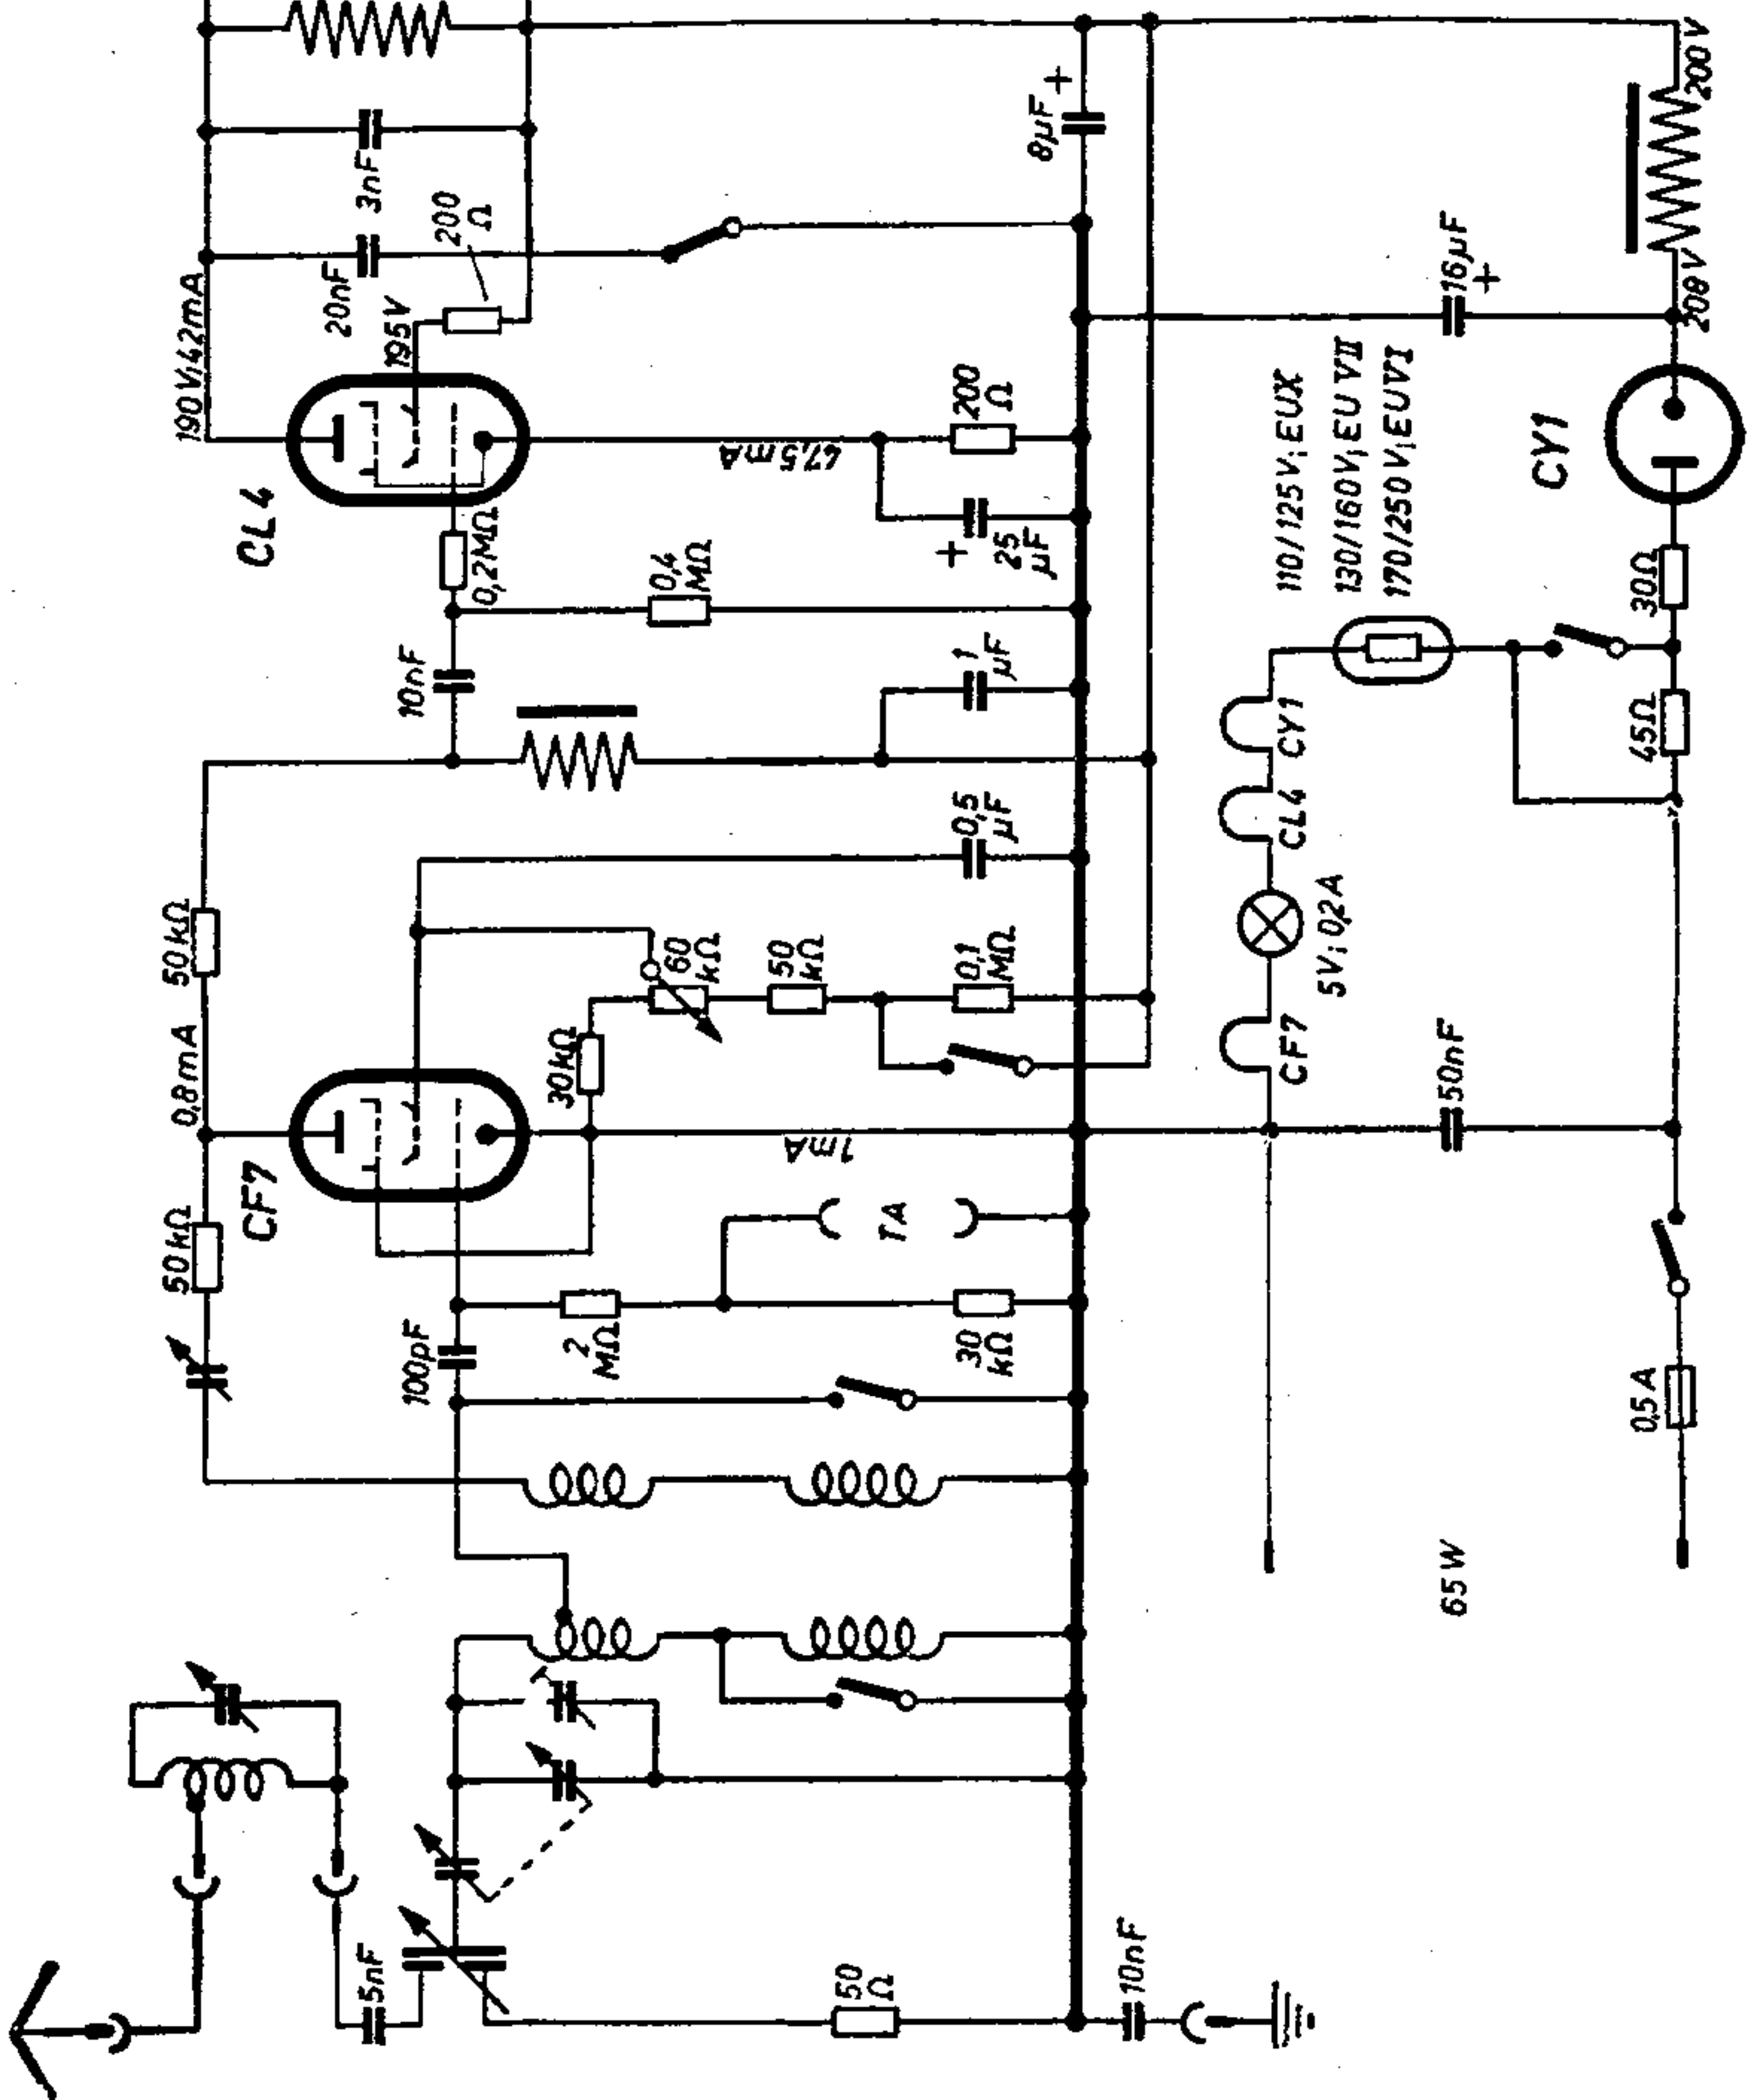 190 V; 42mA
3nF
20nF
200
Ω
195V
CL4
0,2MΩ
10nF
0,4
MΩ
47,5mA
200
Ω
25
µF
+
8µF
+
1
µF
50kΩ
0,8mA
0,5
µF
60
kΩ
50
kΩ
0,1
MΩ
30kΩ
CF7
1mA
50kΩ
100pF
2
MΩ
TA
30
kΩ
5nF
50
Ω
10nF
200V
16µF
+
208V
110/125V; EUX
130/160V; EU VII
170/250V; EUVI
CY1
30Ω
45Ω
CY1
CL4
5V; 0,2A
CF7
50nF
0,5A
65W